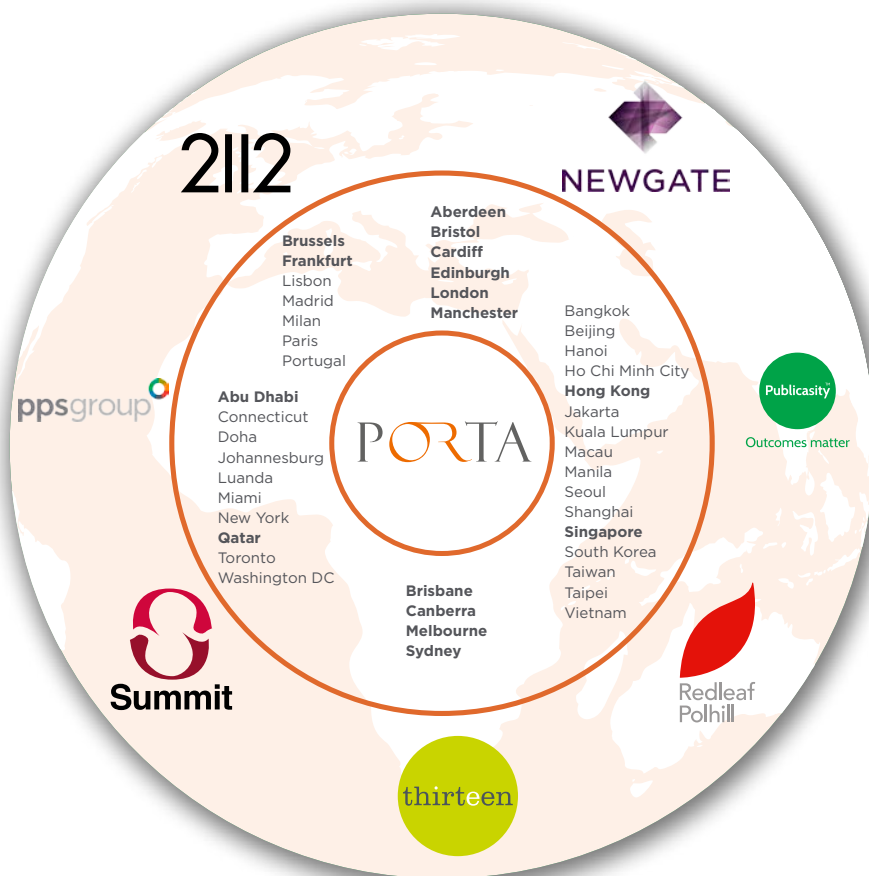 2112
NEWGATE
Aberdeen
Bristol
Cardiff
Edinburgh
London
Manchester
Brussels
Frankfurt
Lisbon
Madrid
Milan
Paris
Portugal
Bangkok
Beijing
Hanoi
Ho Chi Minh City
Hong Kong
Jakarta
Kuala Lumpur
Macau
Manila
Seoul
Shanghai
Singapore
South Korea
Taiwan
Taipei
Vietnam
ppsgroup
Abu Dhabi
Connecticut
Doha
Johannesburg
Luanda
Miami
New York
Qatar
Toronto
Washington DC
PORTA
Publicasity™
Outcomes matter
Brisbane
Canberra
Melbourne
Sydney
Summit
Redleaf
Polhill
thirteen